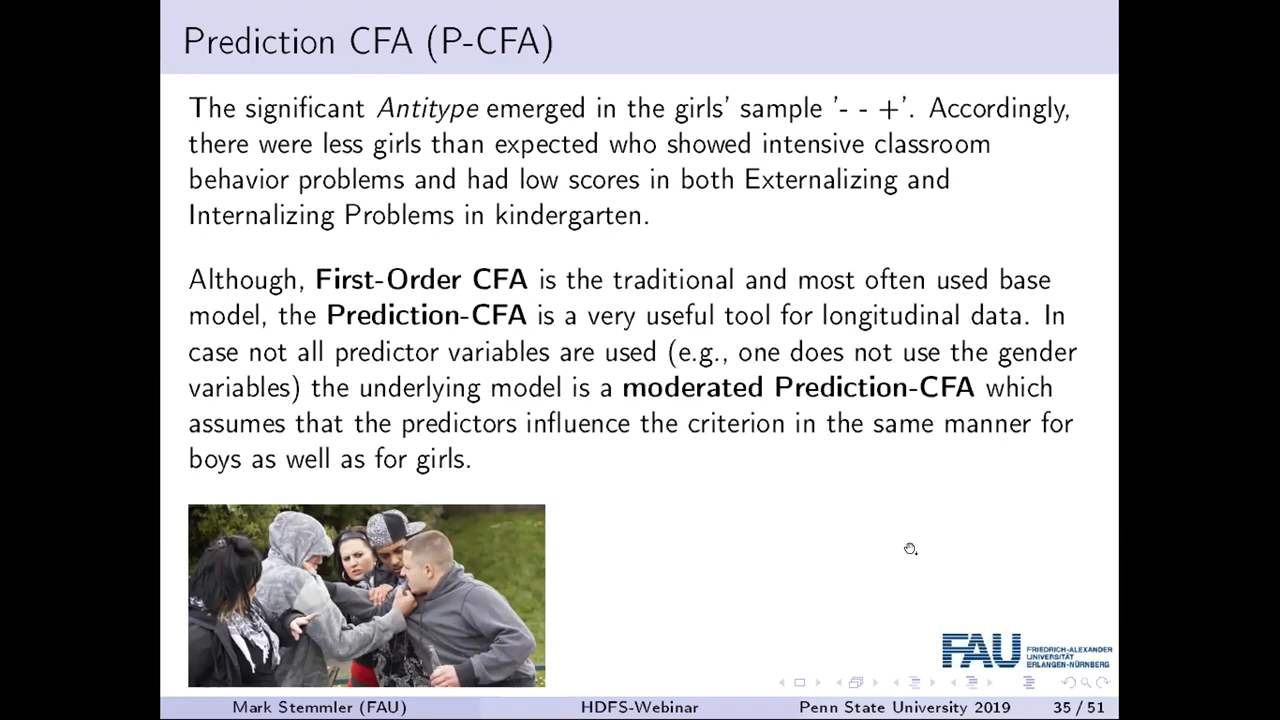 Prediction CFA (P-CFA)
The significant Antitype emerged in the girls' sample '- - +'. Accordingly,
there were less girls than expected who showed intensive classroom
behavior problems and had low scores in both Externalizing and
Internalizing Problems in kindergarten.
Although, First-Order CFA is the traditional and most often used base
model, the Prediction-CFA is a very useful tool for longitudinal data. In
case not all predictor variables are used (e.g., one does not use the gender
variables) the underlying model is a moderated Prediction-CFA which
assumes that the predictors influence the criterion in the same manner for
boys as well as for girls.
FAU
FRIEDRICH-ALEXANDER
UNIVERSITÄT
ERLANGEN-NÜRNBERG
Mark Stemmler (FAU) HDFS-Webinar Penn State University 2019 35 / 51